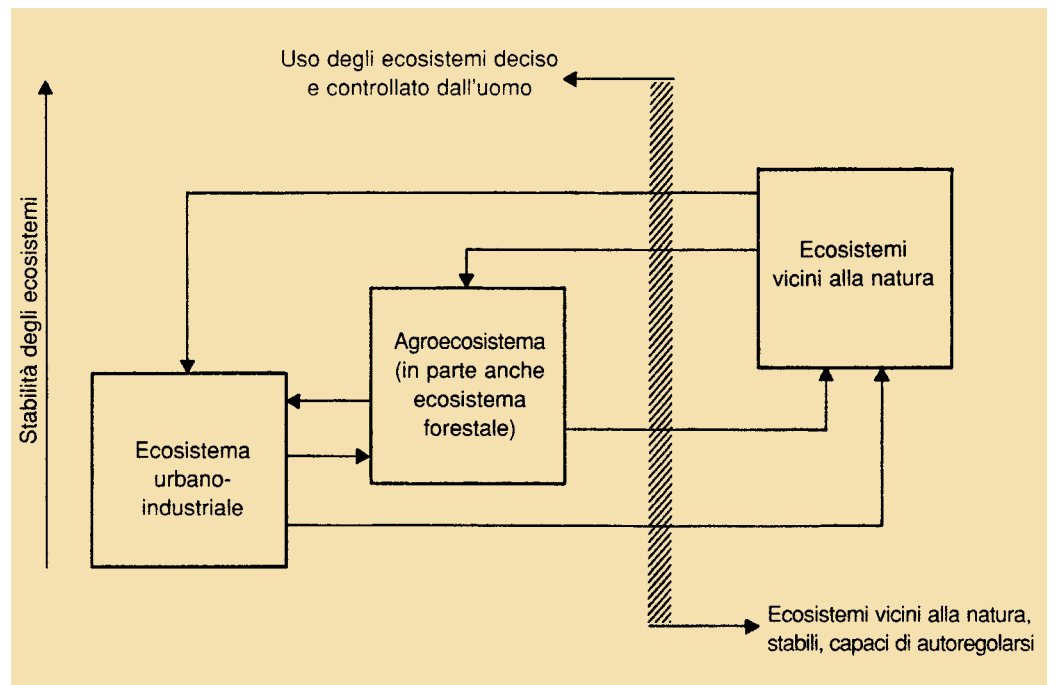 Uso degli ecosistemi deciso
e controllato dall'uomo
Stabilità degli ecosistemi
Ecosistemi
vicini alla natura
Agroecosistema
(in parte anche
ecosistema
forestale)
Ecosistema
urbano-
industriale
Ecosistemi vicini alla natura,
stabili, capaci di autoregolarsi